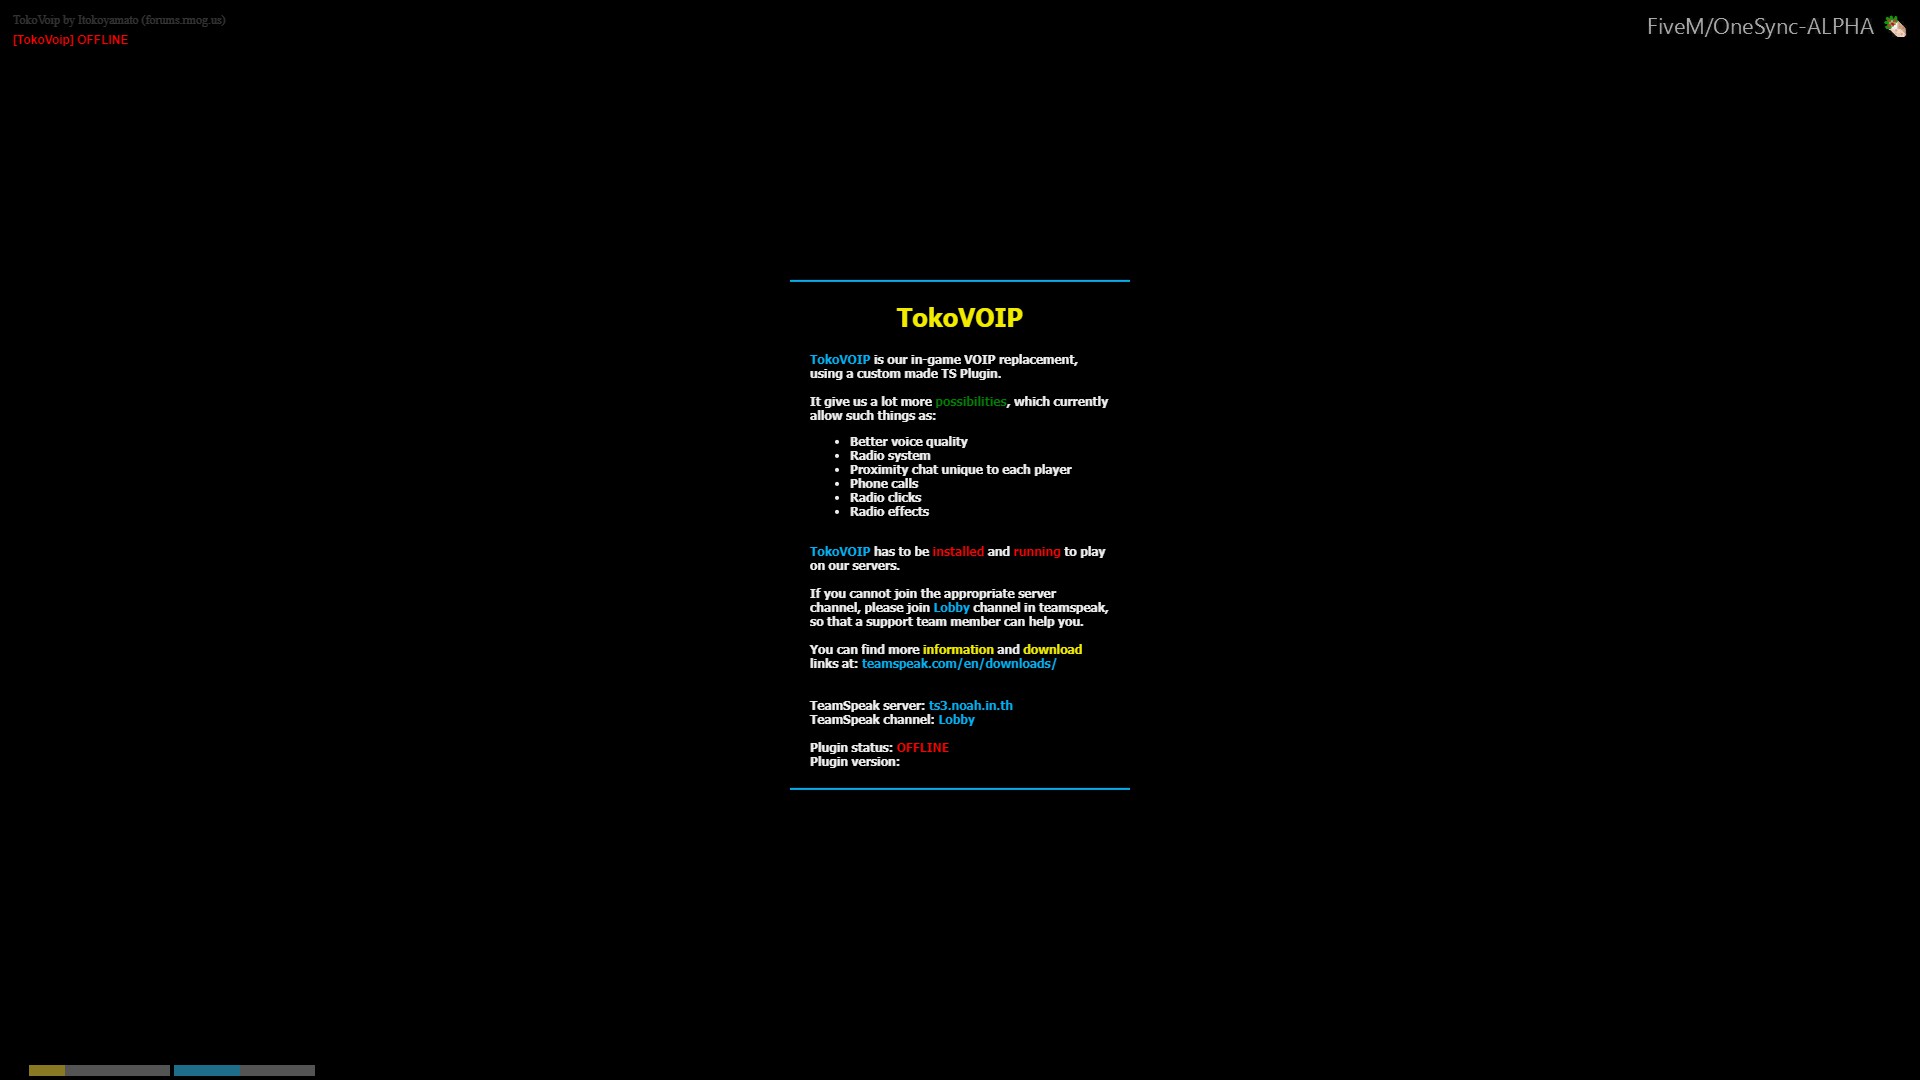 TokoVoip by Itokoyamato (forums.rmog.us)
[TokoVoip] OFFLINE
FiveM/OneSync-ALPHA
TokoVOIP
TokoVOIP is our in-game VOIP replacement,
using a custom made TS Plugin.
It give us a lot more possibilities, which currently
allow such things as:
• Better voice quality
• Radio system
• Proximity chat unique to each player
• Phone calls
• Radio clicks
• Radio effects
TokoVOIP has to be installed and running to play
on our servers.
If you cannot join the appropriate server
channel, please join Lobby channel in teamspeak,
so that a support team member can help you.
You can find more information and download
links at: teamspeak.com/en/downloads/
TeamSpeak server: ts3.noah.in.th
TeamSpeak channel: Lobby
Plugin status: OFFLINE
Plugin version: